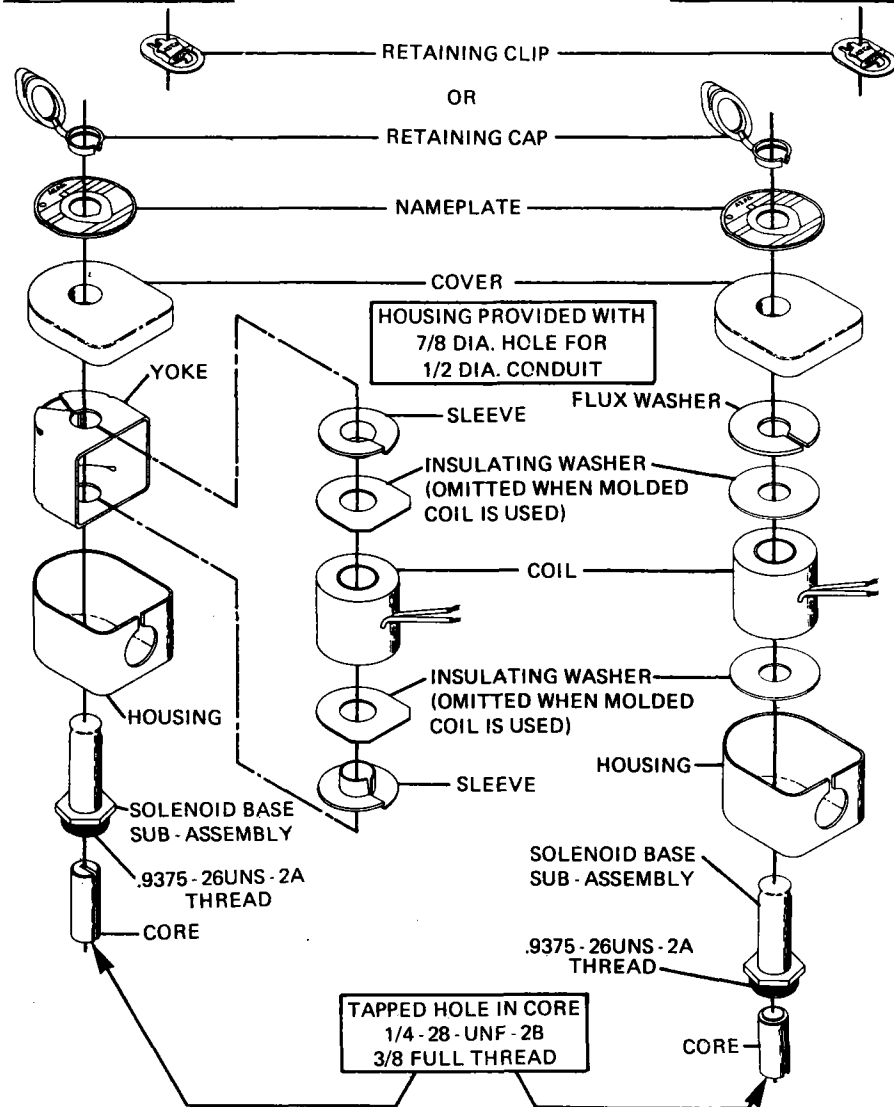 RETAINING CLIP
OR
RETAINING CAP
NAMEPLATE
COVER
HOUSING PROVIDED WITH
7/8 DIA. HOLE FOR
1/2 DIA. CONDUIT
YOKE
SLEEVE
FLUX WASHER
INSULATING WASHER
(OMITTED WHEN MOLDED
COIL IS USED)
COIL
INSULATING WASHER
(OMITTED WHEN MOLDED
COIL IS USED)
HOUSING
SLEEVE
HOUSING
SOLENOID BASE
SUB-ASSEMBLY
.9375-26UNS-2A
THREAD
CORE
SOLENOID BASE
SUB-ASSEMBLY
.9375-26UNS-2A
THREAD
CORE
TAPPED HOLE IN CORE
1/4-28-UNF-2B
3/8 FULL THREAD